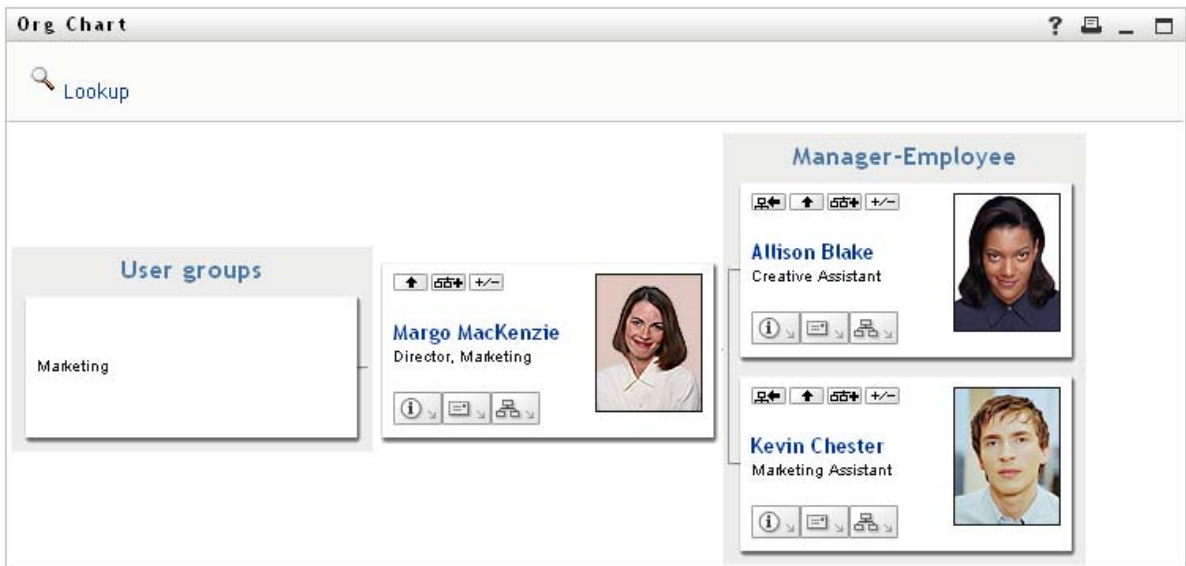 Org Chart
?
Lookup
User groups
Marketing
+/−
Margo MacKenzie
Director, Marketing
Manager-Employee
+/−
Allison Blake
Creative Assistant
+/−
Kevin Chester
Marketing Assistant